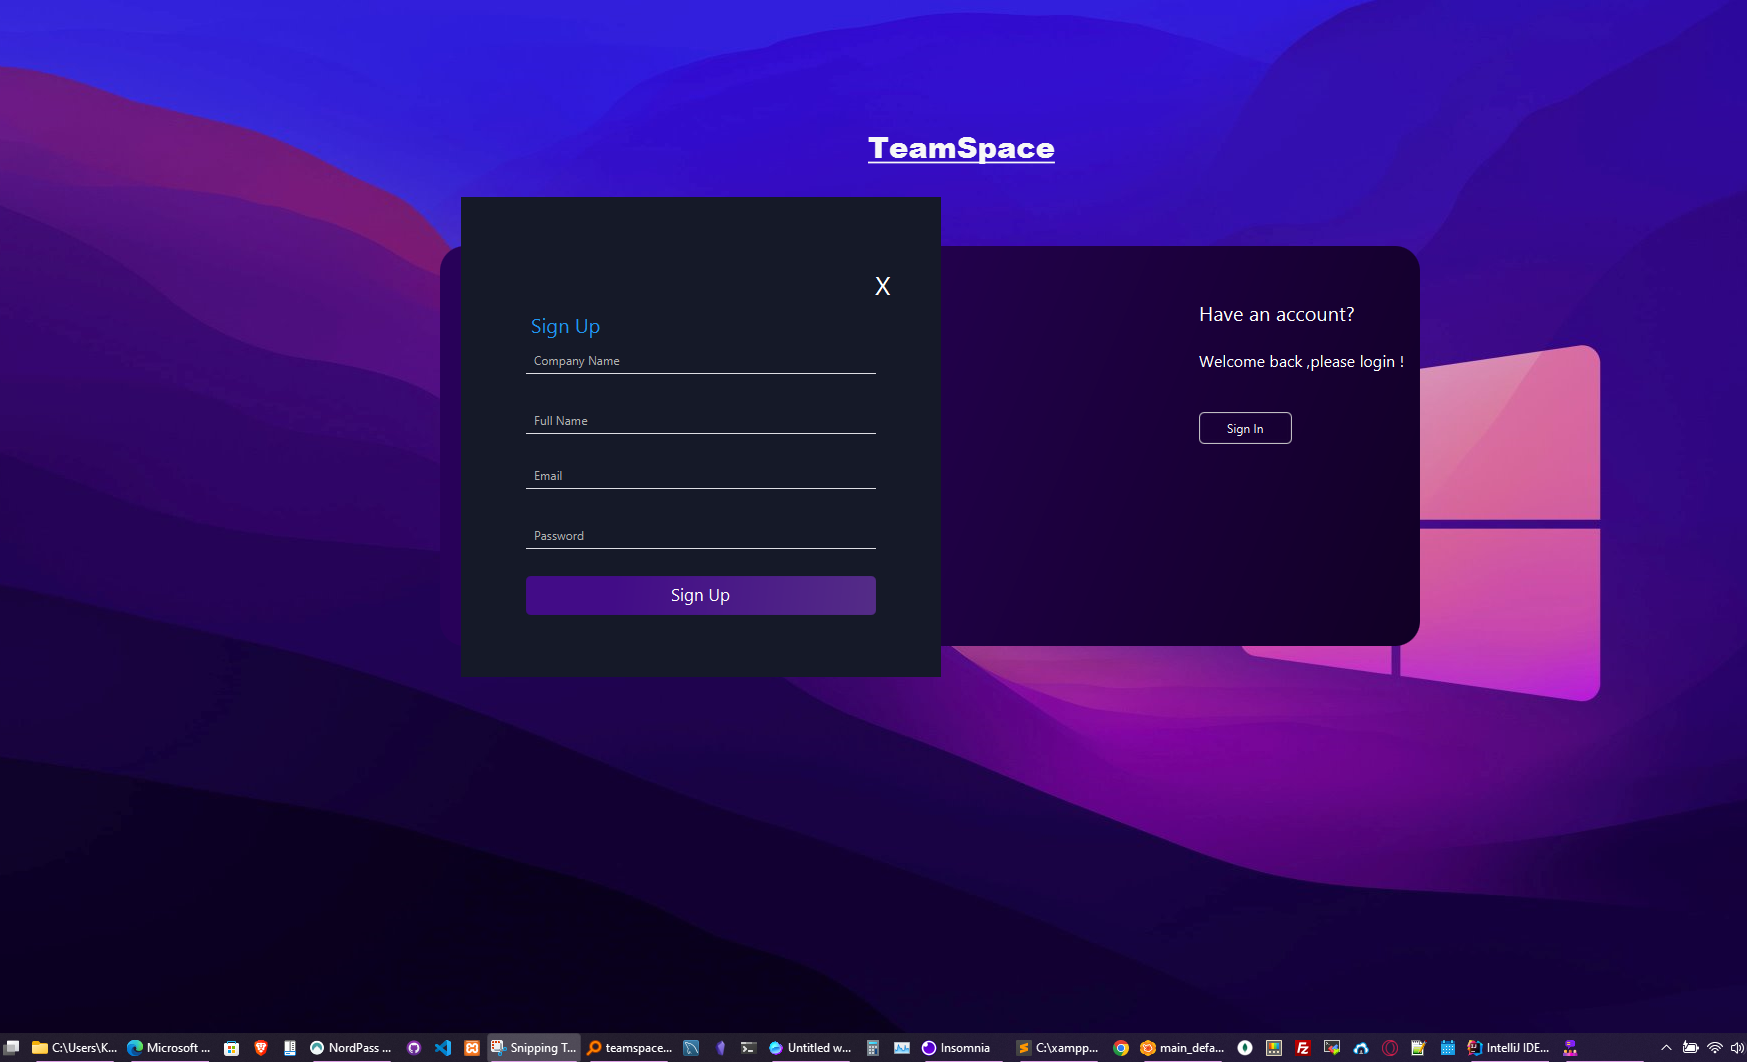 TeamSpace
X
Sign Up
Company Name
Full Name
Email
Password
Sign Up
Have an account?
Welcome back ,please login !
Sign In
C:\Users\K... Microsoft ... NordPass ... Snipping T... teamspace... Untitled w... Insomnia C:\xampp... main_defa... IntelliJ IDE...